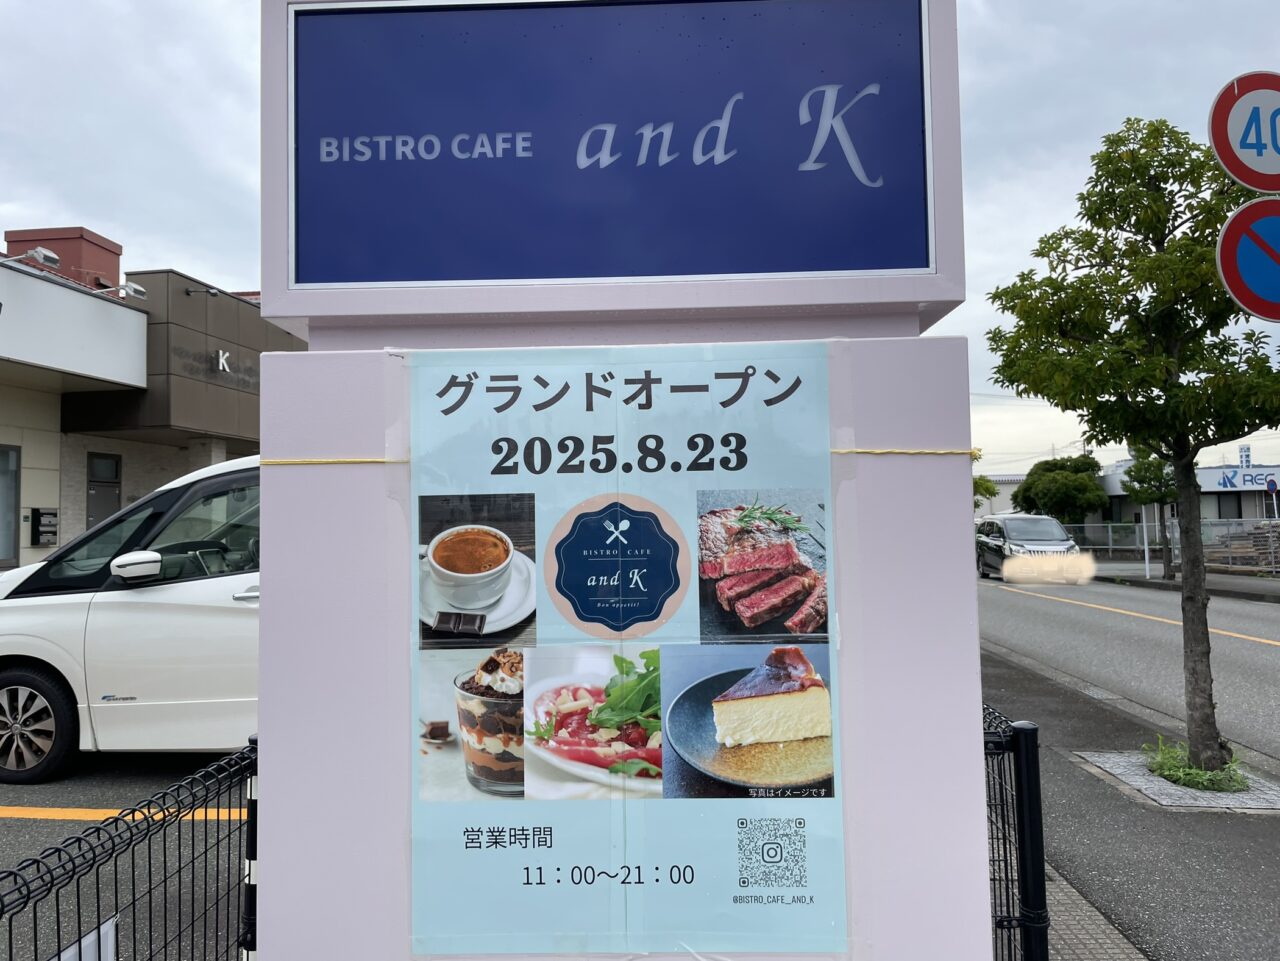 BISTRO CAFE and K
K
40
REC
グランドオープン
2025.8.23
BISTRO CAFE
and K
Bon appetit!
写真はイメージです
営業時間
11：00～21：00
@BISTRO_CAFE__AND_K